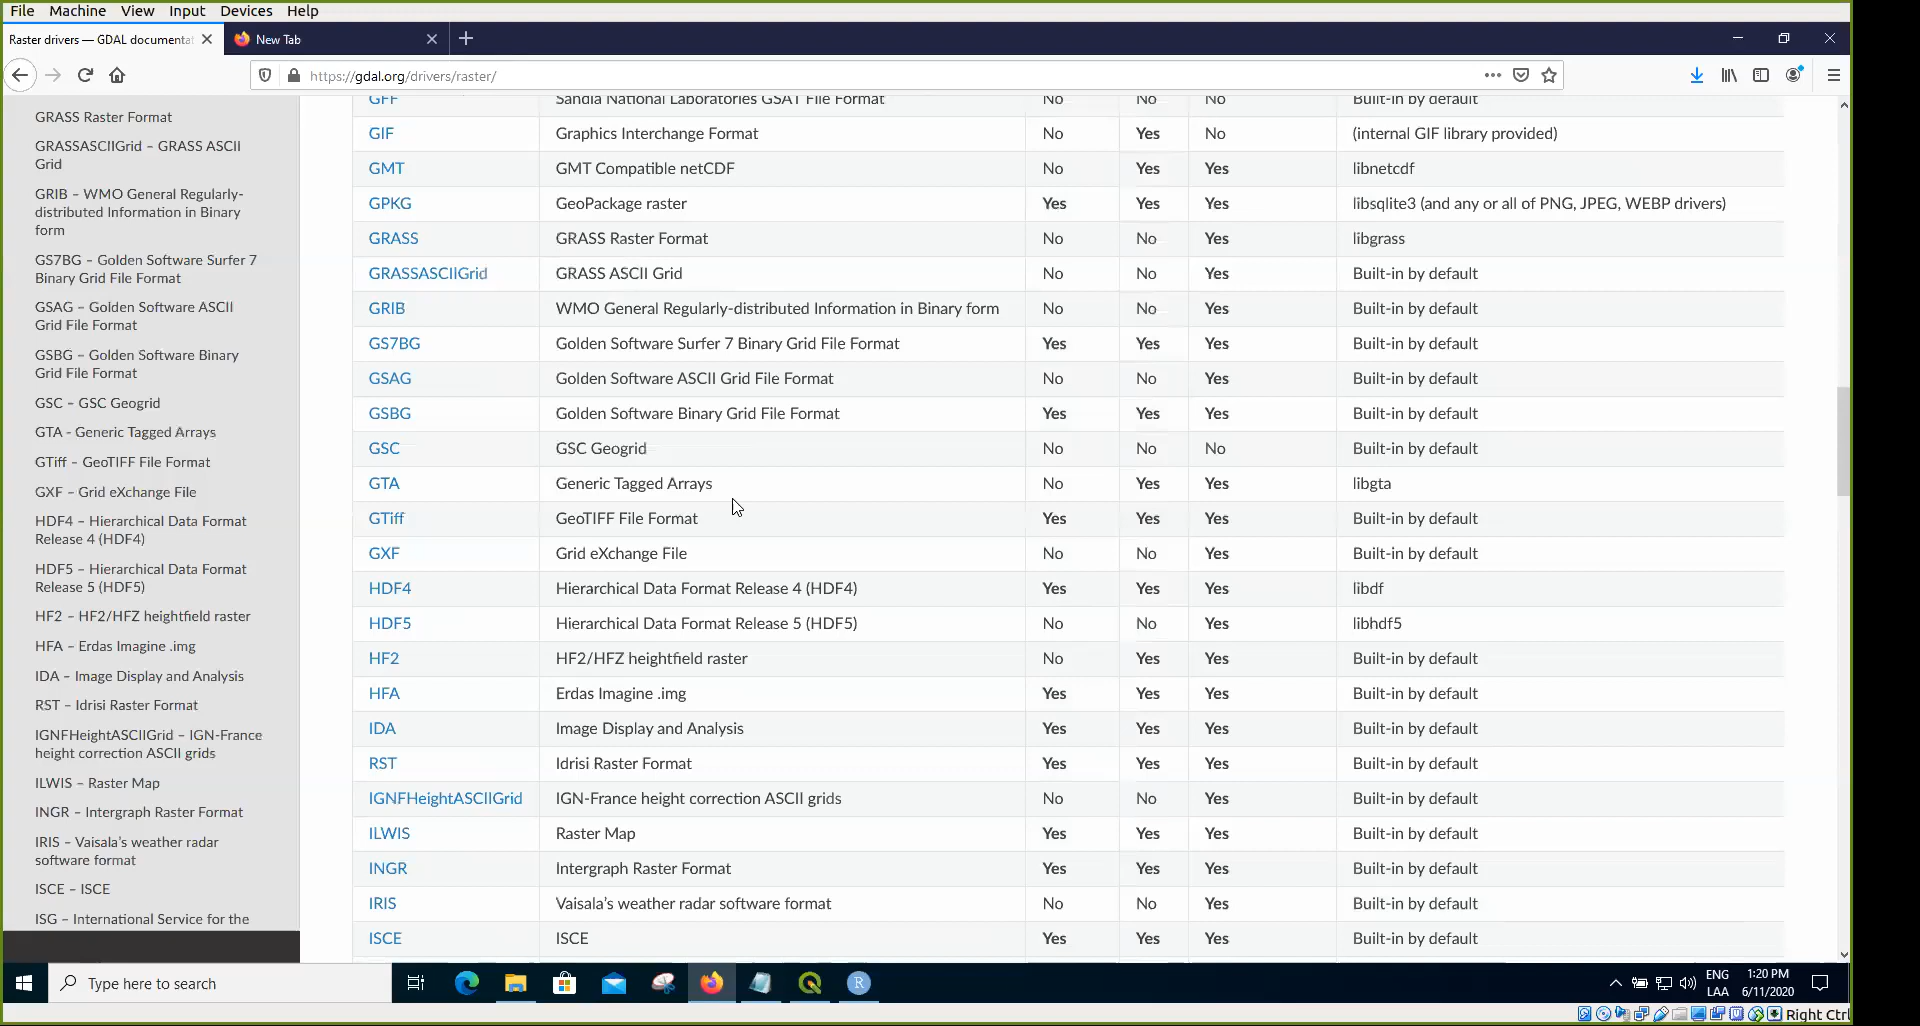 File Machine View Input Devices Help
Raster drivers — GDAL documenta
New Tab
https://gdal.org/drivers/raster/
GRASS Raster Format
GRASSASCIIGrid – GRASS ASCII
Grid
GRIB – WMO General Regularly-
distributed Information in Binary
form
GS7BG – Golden Software Surfer 7
Binary Grid File Format
GSAG – Golden Software ASCII
Grid File Format
GSBG – Golden Software Binary
Grid File Format
GSC – GSC Geogrid
GTA - Generic Tagged Arrays
GTiff – GeoTIFF File Format
GXF – Grid eXchange File
HDF4 – Hierarchical Data Format
Release 4 (HDF4)
HDF5 – Hierarchical Data Format
Release 5 (HDF5)
HF2 – HF2/HFZ heightfield raster
HFA – Erdas Imagine .img
IDA – Image Display and Analysis
RST – Idrisi Raster Format
IGNFHeightASCIIGrid – IGN-France
height correction ASCII grids
ILWIS – Raster Map
INGR – Intergraph Raster Format
IRIS – Vaisala's weather radar
software format
ISCE – ISCE
ISG – International Service for the
GFF Sandia National Laboratories GSAT File Format No No No Built-in by default
GIF Graphics Interchange Format No Yes No (internal GIF library provided)
GMT GMT Compatible netCDF No Yes Yes libnetcdf
GPKG GeoPackage raster Yes Yes Yes libsqlite3 (and any or all of PNG, JPEG, WEBP drivers)
GRASS GRASS Raster Format No No Yes libgrass
GRASSASCIIGrid GRASS ASCII Grid No No Yes Built-in by default
GRIB WMO General Regularly-distributed Information in Binary form No No Yes Built-in by default
GS7BG Golden Software Surfer 7 Binary Grid File Format Yes Yes Yes Built-in by default
GSAG Golden Software ASCII Grid File Format No No Yes Built-in by default
GSBG Golden Software Binary Grid File Format Yes Yes Yes Built-in by default
GSC GSC Geogrid No No No Built-in by default
GTA Generic Tagged Arrays No Yes Yes libgta
GTiff GeoTIFF File Format Yes Yes Yes Built-in by default
GXF Grid eXchange File No No Yes Built-in by default
HDF4 Hierarchical Data Format Release 4 (HDF4) Yes Yes Yes libdf
HDF5 Hierarchical Data Format Release 5 (HDF5) No No Yes libhdf5
HF2 HF2/HFZ heightfield raster No Yes Yes Built-in by default
HFA Erdas Imagine .img Yes Yes Yes Built-in by default
IDA Image Display and Analysis Yes Yes Yes Built-in by default
RST Idrisi Raster Format Yes Yes Yes Built-in by default
IGNFHeightASCIIGrid IGN-France height correction ASCII grids No No Yes Built-in by default
ILWIS Raster Map Yes Yes Yes Built-in by default
INGR Intergraph Raster Format Yes Yes Yes Built-in by default
IRIS Vaisala's weather radar software format No No Yes Built-in by default
ISCE ISCE Yes Yes Yes Built-in by default
Type here to search
R
ENG
LAA
1:20 PM
6/11/2020
Right Ctrl